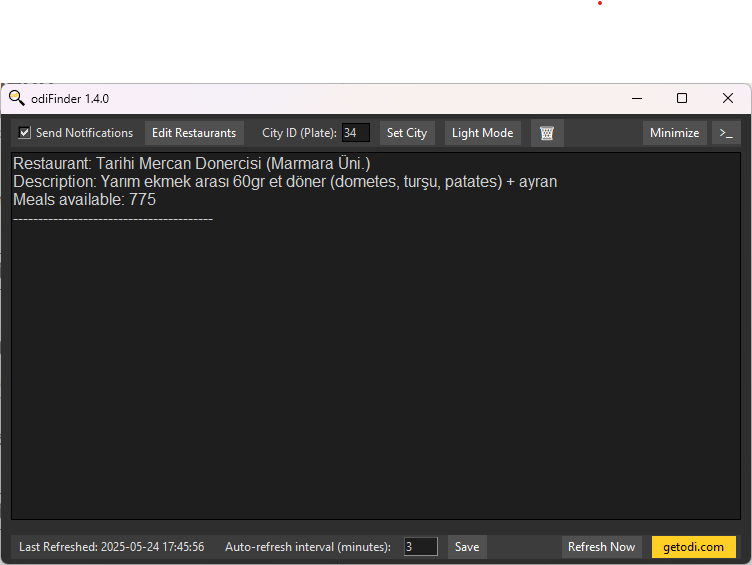 odiFinder 1.4.0
Send Notifications Edit Restaurants City ID (Plate): 34 Set City Light Mode Minimize >_
Restaurant: Tarihi Mercan Donercisi (Marmara Üni.)
Description: Yarım ekmek arası 60gr et döner (dometes, turşu, patates) + ayran
Meals available: 775
----------------------------------------
Last Refreshed: 2025-05-24 17:45:56 Auto-refresh interval (minutes): 3 Save Refresh Now getodi.com